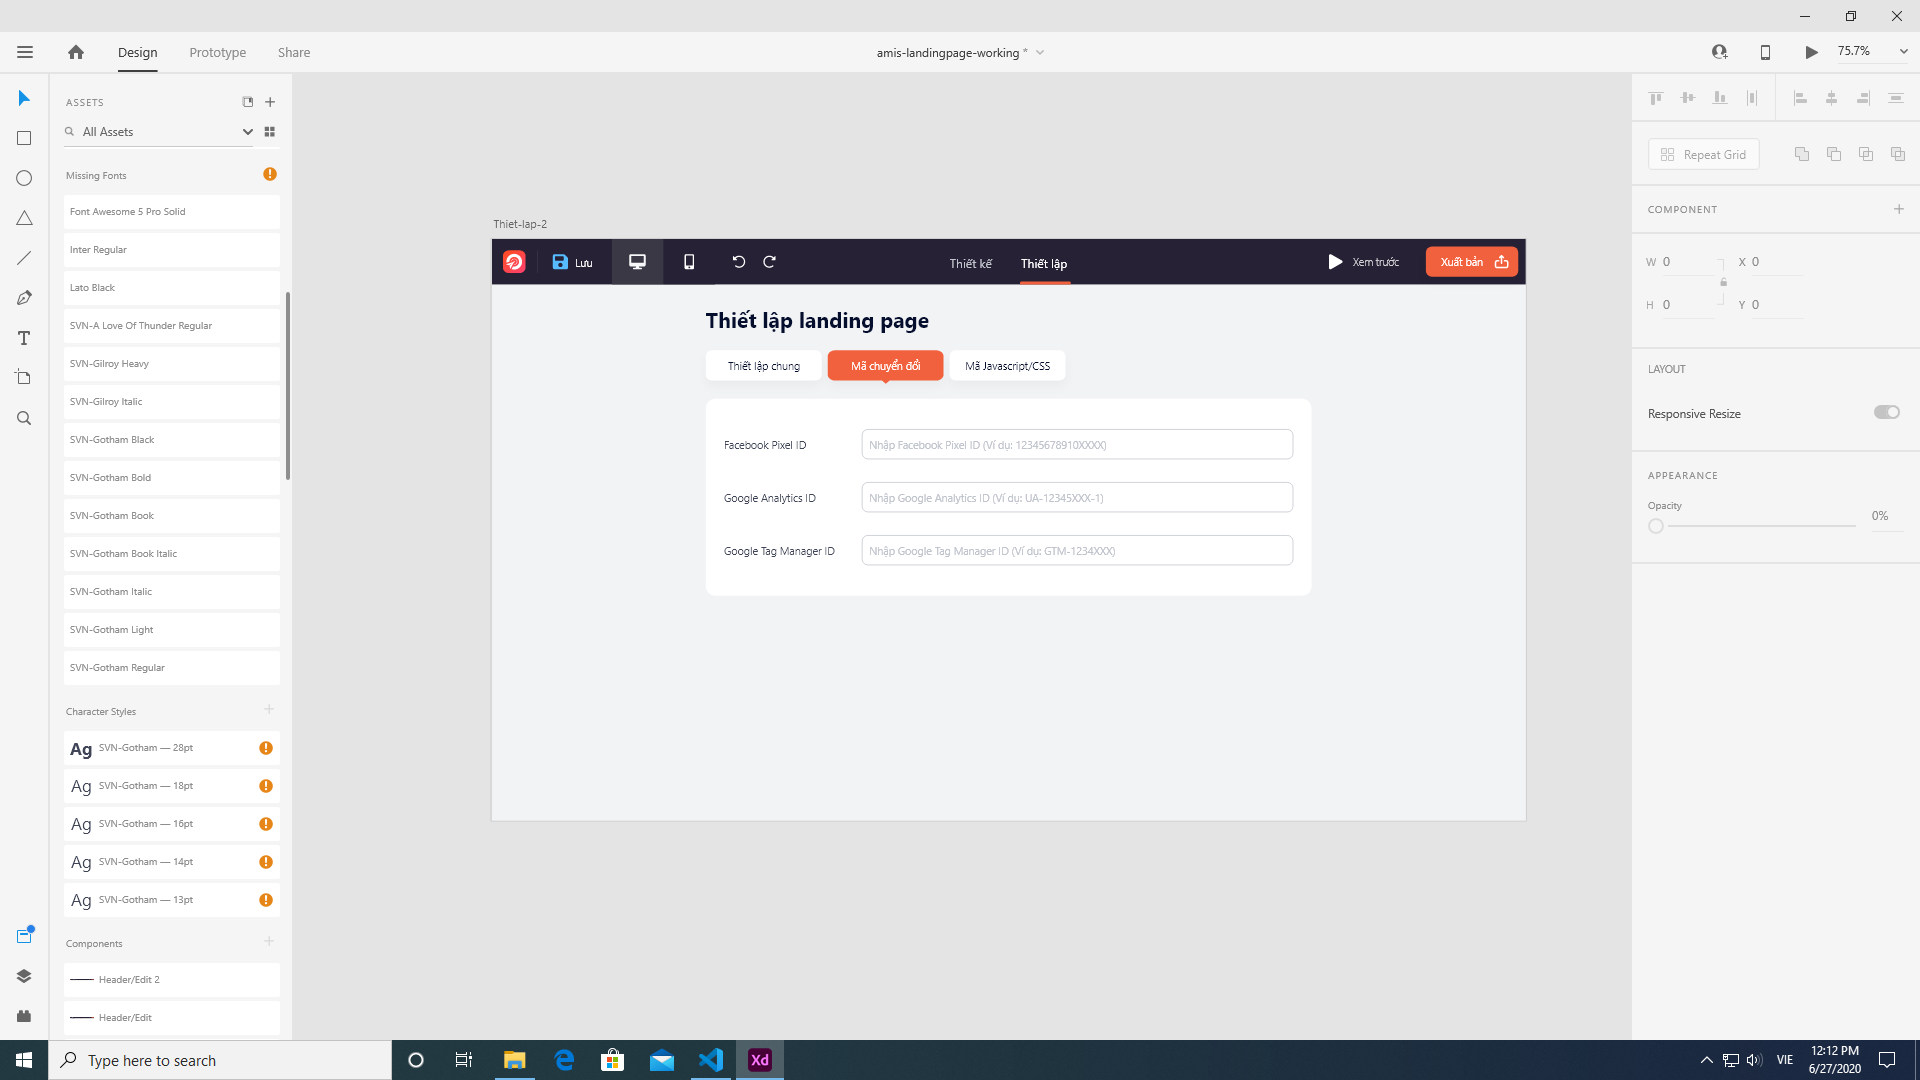 Design
Prototype
Share
amis-landingpage-working *
75.7%
ASSETS
All Assets
Missing Fonts
Font Awesome 5 Pro Solid
Inter Regular
Lato Black
SVN-A Love Of Thunder Regular
SVN-Gilroy Heavy
SVN-Gilroy Italic
SVN-Gotham Black
SVN-Gotham Bold
SVN-Gotham Book
SVN-Gotham Book Italic
SVN-Gotham Italic
SVN-Gotham Light
SVN-Gotham Regular
Character Styles
Ag SVN-Gotham — 28pt
Ag SVN-Gotham — 18pt
Ag SVN-Gotham — 16pt
Ag SVN-Gotham — 14pt
Ag SVN-Gotham — 13pt
Components
Header/Edit 2
Header/Edit
Thiet-lap-2
Lưu
Thiết kế
Thiết lập
Xem trước
Xuất bản
Thiết lập landing page
Thiết lập chung
Mã chuyển đổi
Mã Javascript/CSS
Facebook Pixel ID
Nhập Facebook Pixel ID (Ví dụ: 12345678910XXXX)
Google Analytics ID
Nhập Google Analytics ID (Ví dụ: UA-12345XXX-1)
Google Tag Manager ID
Nhập Google Tag Manager ID (Ví dụ: GTM-1234XXX)
Repeat Grid
COMPONENT
W 0
X 0
H 0
Y 0
LAYOUT
Responsive Resize
APPEARANCE
Opacity
0%
Type here to search
Xd
VIE
12:12 PM
6/27/2020